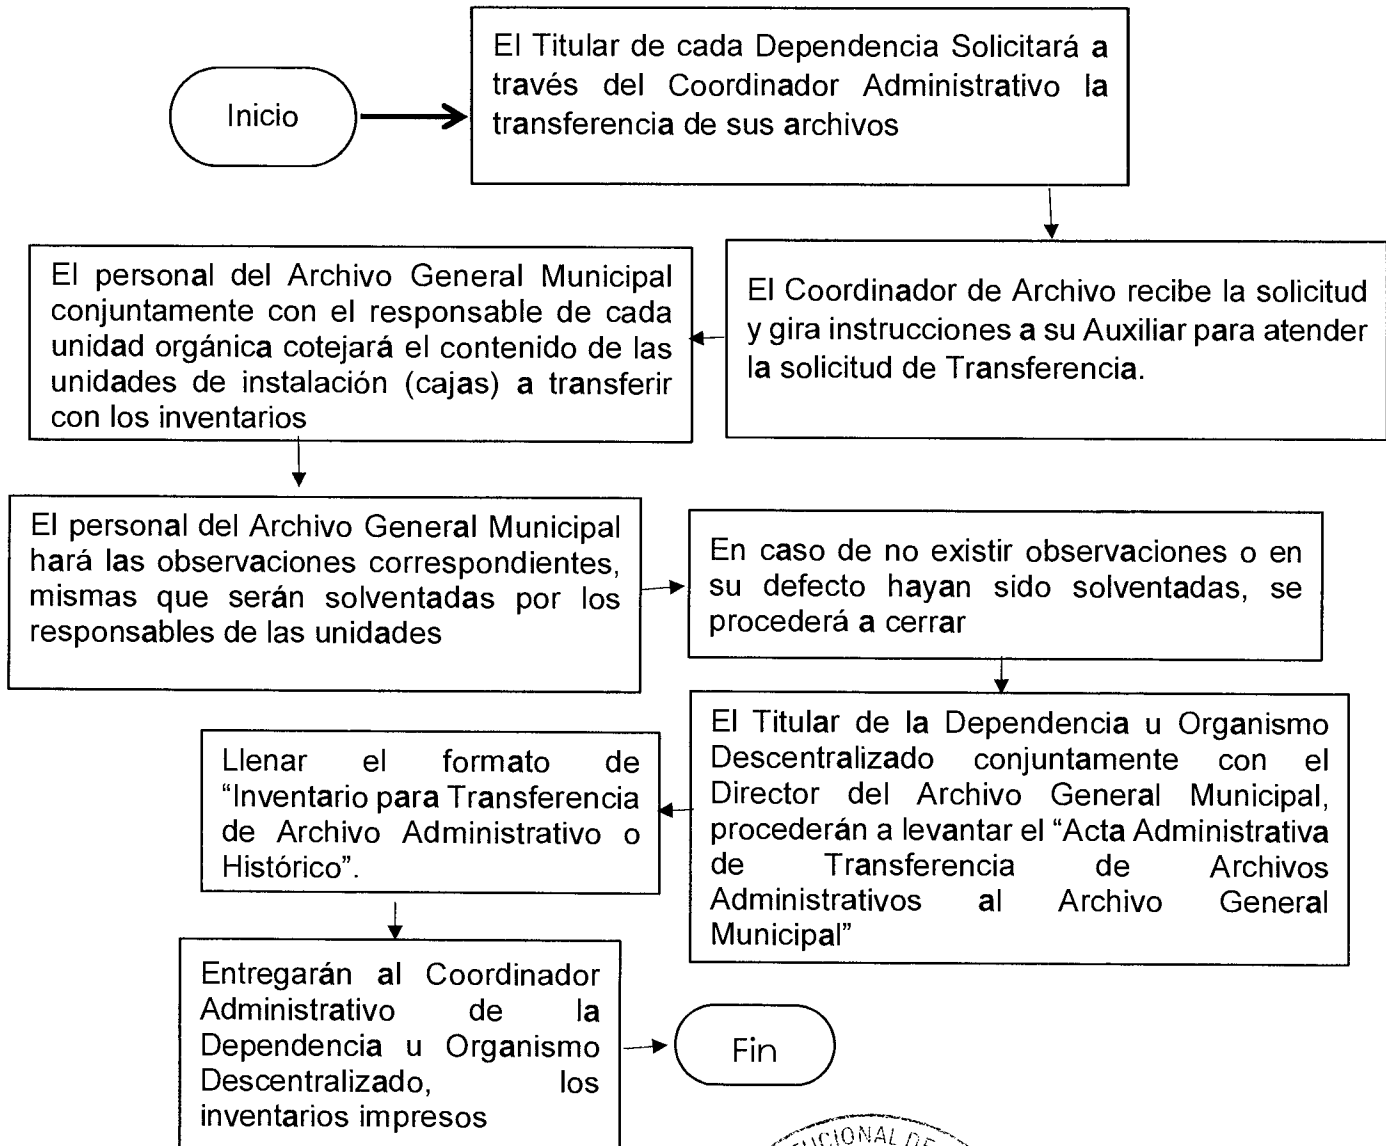 Inicio
El Titular de cada Dependencia Solicitará a
través del Coordinador Administrativo la
transferencia de sus archivos
El Coordinador de Archivo recibe la solicitud
y gira instrucciones a su Auxiliar para atender
la solicitud de Transferencia.
El personal del Archivo General Municipal
conjuntamente con el responsable de cada
unidad orgánica cotejará el contenido de las
unidades de instalación (cajas) a transferir
con los inventarios
El personal del Archivo General Municipal
hará las observaciones correspondientes,
mismas que serán solventadas por los
responsables de las unidades
En caso de no existir observaciones o en
su defecto hayan sido solventadas, se
procederá a cerrar
El Titular de la Dependencia u Organismo
Descentralizado conjuntamente con el
Director del Archivo General Municipal,
procederán a levantar el “Acta Administrativa
de Transferencia de Archivos
Administrativos al Archivo General
Municipal”
Llenar el formato de
“Inventario para Transferencia
de Archivo Administrativo o
Histórico”.
Entregarán al Coordinador
Administrativo de la
Dependencia u Organismo
Descentralizado, los
inventarios impresos
Fin